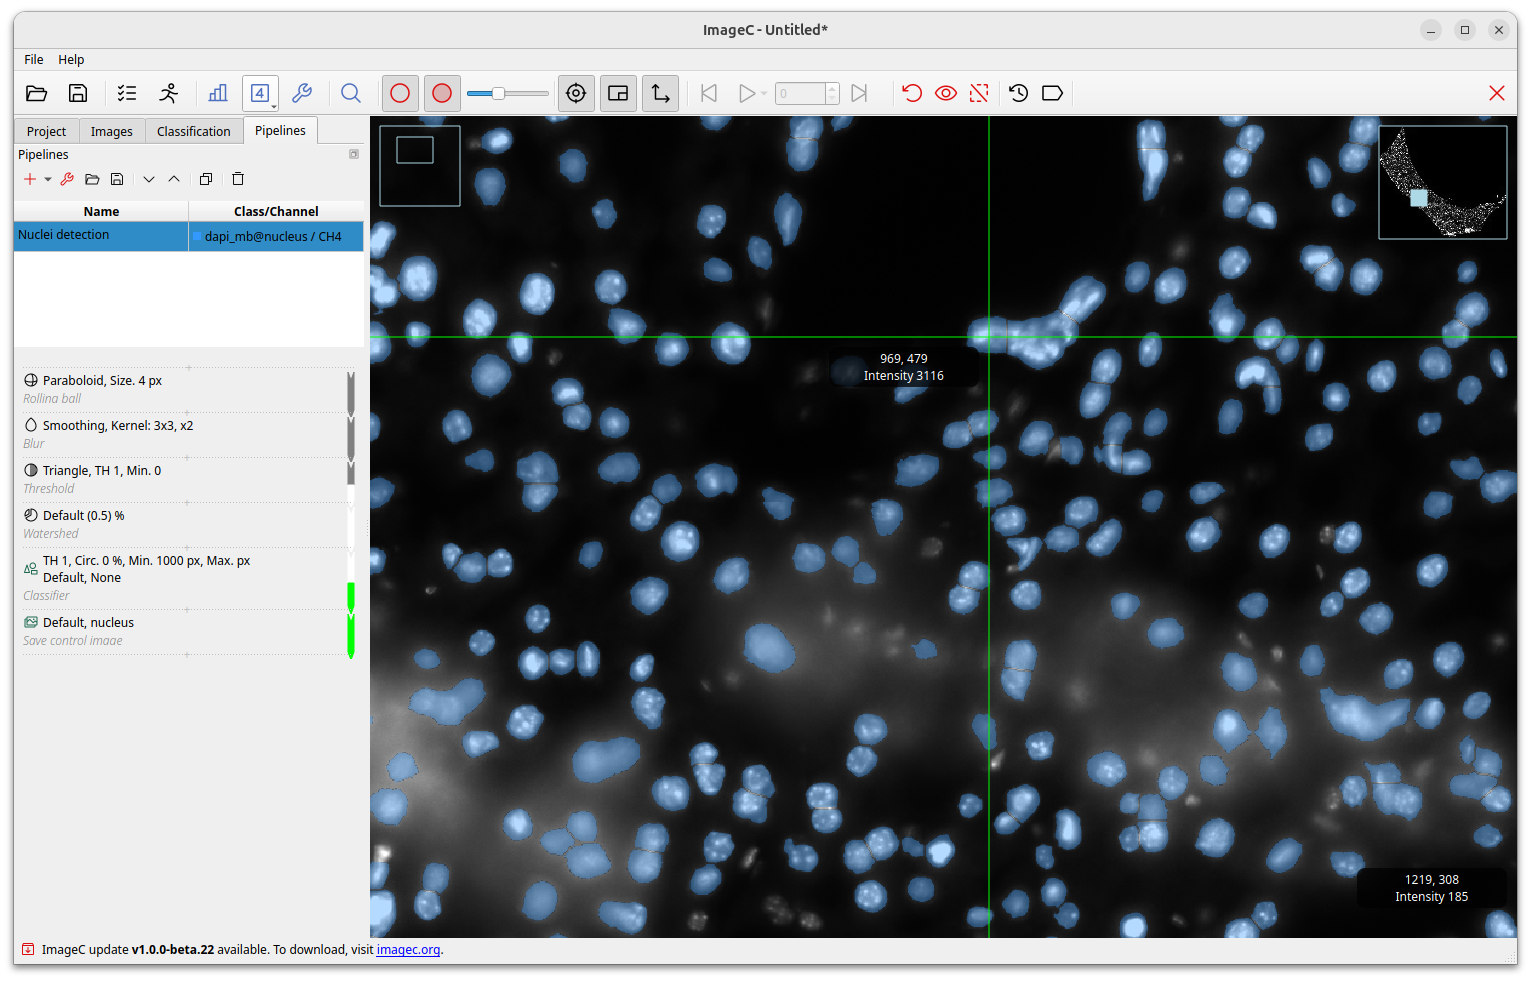 ImageC - Untitled*
File Help
4
0
Project Images Classification Pipelines
Pipelines
Name Class/Channel
Nuclei detection dapi_mb@nucleus / CH4
Paraboloid, Size. 4 px
Rolling ball
Smoothing, Kernel: 3x3, x2
Blur
Triangle, TH 1, Min. 0
Threshold
Default (0.5) %
Watershed
TH 1, Circ. 0 %, Min. 1000 px, Max. px
Default, None
Classifier
Default, nucleus
Save control image
969, 479
Intensity 3116
1219, 308
Intensity 185
ImageC update v1.0.0-beta.22 available. To download, visit imagec.org.